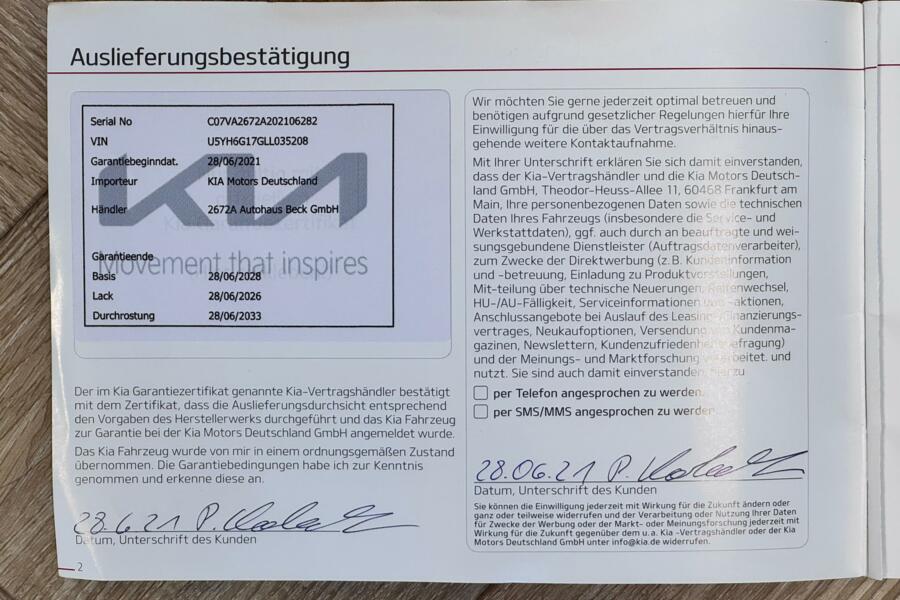 Auslieferungsbestätigung
Serial No C07VA2672A202106282
VIN U5YH6G17GLL035208
Garantiebeginndat. 28/06/2021
Importeur KIA Motors Deutschland
Händler 2672A Autohaus Beck GmbH
KIA
Garantieende
Movement that inspires
Basis 28/06/2028
Lack 28/06/2026
Durchrostung 28/06/2033
Der im Kia Garantiezertifikat genannte Kia-Vertragshändler bestätigt
mit dem Zertifikat, dass die Auslieferungsdurchsicht entsprechend
den Vorgaben des Herstellerwerks durchgeführt und das Kia Fahrzeug
zur Garantie bei der Kia Motors Deutschland GmbH angemeldet wurde.
Das Kia Fahrzeug wurde von mir in einem ordnungsgemäßen Zustand
übernommen. Die Garantiebedingungen habe ich zur Kenntnis
genommen und erkenne diese an.
28.6.21 P.
Datum, Unterschrift des Kunden
2
Wir möchten Sie gerne jederzeit optimal betreuen und
benötigen aufgrund gesetzlicher Regelungen hierfür Ihre
Einwilligung für die über das Vertragsverhältnis hinaus-
gehende weitere Kontaktaufnahme.
Mit Ihrer Unterschrift erklären Sie sich damit einverstanden,
dass der Kia-Vertragshändler und die Kia Motors Deutsch-
land GmbH, Theodor-Heuss-Allee 11, 60468 Frankfurt am
Main, Ihre personenbezogenen Daten sowie die technischen
Daten Ihres Fahrzeugs (insbesondere die Service- und
Werkstattdaten), ggf. auch durch an beauftragte und wei-
sungsgebundene Dienstleister (Auftragsdatenverarbeiter),
zum Zwecke der Direktwerbung (z. B. Kundeninformation
und -betreuung, Einladung zu Produktvorstellungen,
Mit-teilung über technische Neuerungen, Reifenwechsel,
HU-/AU-Fälligkeit, Serviceinformationen und -aktionen,
Anschlussangebote bei Auslauf des Leasing-/Finanzierungs-
vertrages, Neukaufoptionen, Versendung von Kundenma-
gazinen, Newslettern, Kundenzufriedenheitsbefragung)
und der Meinungs- und Marktforschung verarbeitet. und
nutzt. Sie sind auch damit einverstanden, hierzu
per Telefon angesprochen zu werden.
per SMS/MMS angesprochen zu werden
28.06.21 P.
Datum, Unterschrift des Kunden
Sie können die Einwilligung jederzeit mit Wirkung für die Zukunft ändern oder
ganz oder teilweise widerrufen und der Verarbeitung oder Nutzung Ihrer Daten
für Zwecke der Werbung oder der Markt- oder Meinungsforschung jederzeit mit
Wirkung für die Zukunft gegenüber dem u. a. Kia -Vertragshändler oder der Kia
Motors Deutschland GmbH unter info@kia.de widerrufen.